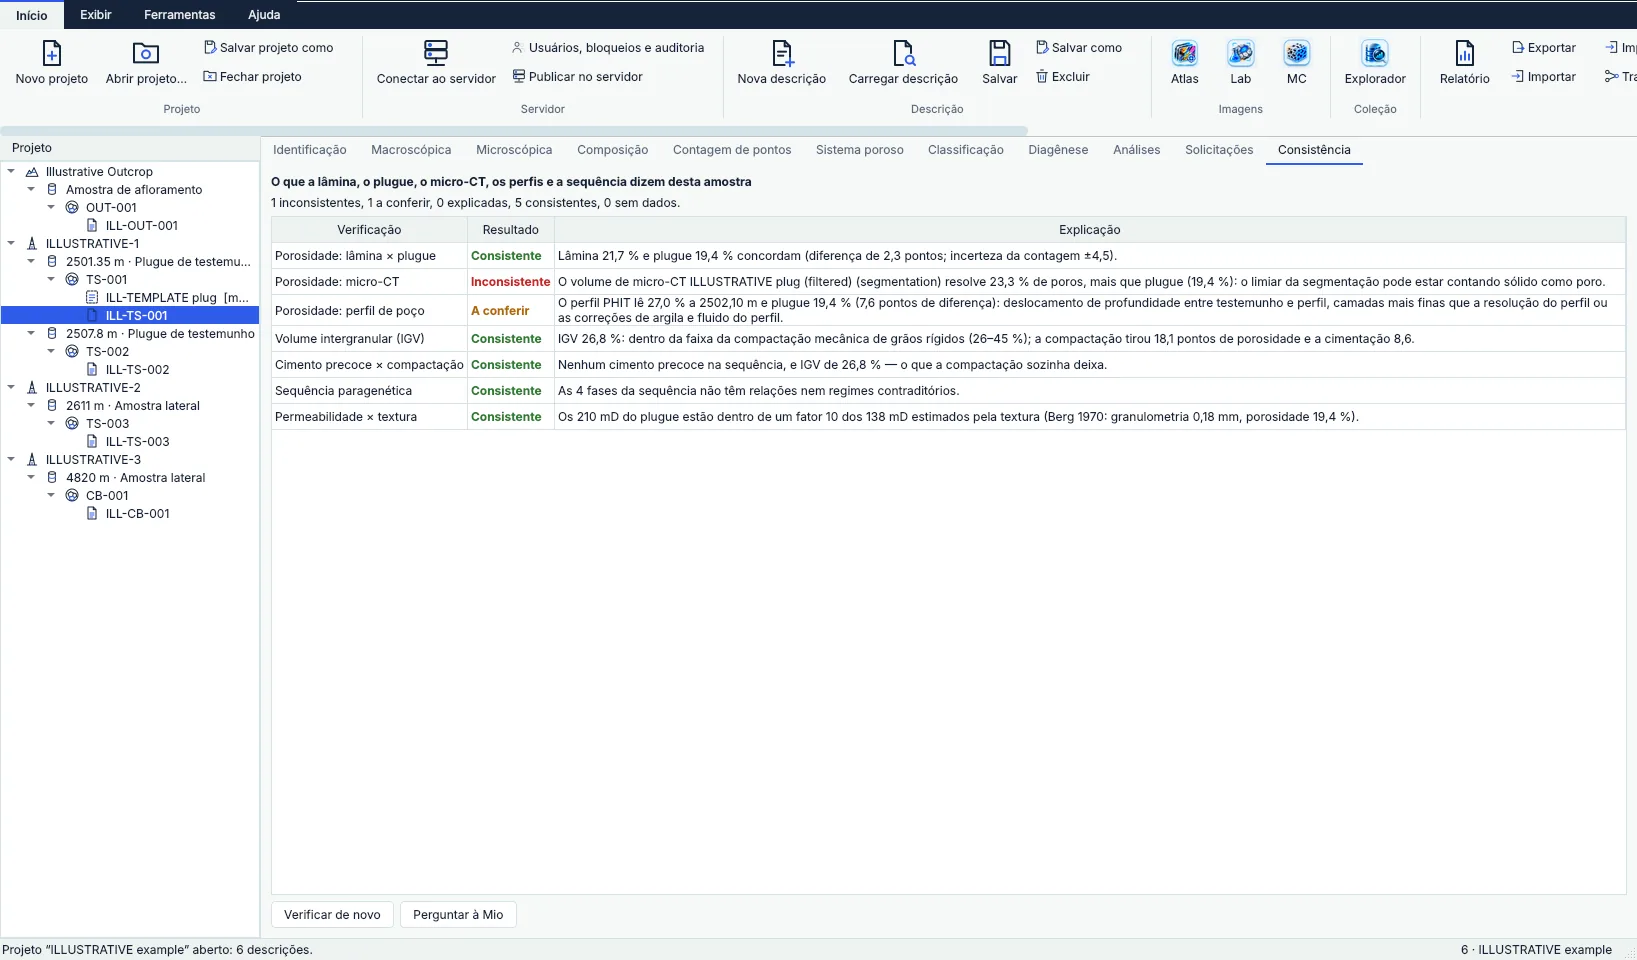 Início Exibir Ferramentas Ajuda
Novo projeto Abrir projeto... Salvar projeto como Fechar projeto
Projeto
Conectar ao servidor Usuários, bloqueios e auditoria Publicar no servidor
Servidor
Nova descrição Carregar descrição Salvar Salvar como Excluir
Descrição
Atlas Lab MC
Imagens
Explorador
Coleção
Relatório Exportar Importar
Projeto
Illustrative Outcrop
Amostra de afloramento
OUT-001
ILL-OUT-001
ILLUSTRATIVE-1
2501.35 m · Plugue de testemu...
TS-001
ILL-TEMPLATE plug [m...
ILL-TS-001
2507.8 m · Plugue de testemunho
TS-002
ILL-TS-002
ILLUSTRATIVE-2
2611 m · Amostra lateral
TS-003
ILL-TS-003
ILLUSTRATIVE-3
4820 m · Amostra lateral
CB-001
ILL-CB-001
Identificação Macroscópica Microscópica Composição Contagem de pontos Sistema poroso Classificação Diagênese Análises Solicitações Consistência
O que a lâmina, o plugue, o micro-CT, os perfis e a sequência dizem desta amostra
1 inconsistentes, 1 a conferir, 0 explicadas, 5 consistentes, 0 sem dados.
Verificação Resultado Explicação
Porosidade: lâmina × plugue Consistente Lâmina 21,7 % e plugue 19,4 % concordam (diferença de 2,3 pontos; incerteza da contagem ±4,5).
Porosidade: micro-CT Inconsistente O volume de micro-CT ILLUSTRATIVE plug (filtered) (segmentation) resolve 23,3 % de poros, mais que plugue (19,4 %): o limiar da segmentação pode estar contando sólido como poro.
Porosidade: perfil de poço A conferir O perfil PHIT lê 27,0 % a 2502,10 m e plugue 19,4 % (7,6 pontos de diferença): deslocamento de profundidade entre testemunho e perfil, camadas mais finas que a resolução do perfil ou
as correções de argila e fluido do perfil.
Volume intergranular (IGV) Consistente IGV 26,8 %: dentro da faixa da compactação mecânica de grãos rígidos (26–45 %); a compactação tirou 18,1 pontos de porosidade e a cimentação 8,6.
Cimento precoce × compactação Consistente Nenhum cimento precoce na sequência, e IGV de 26,8 % — o que a compactação sozinha deixa.
Sequência paragenética Consistente As 4 fases da sequência não têm relações nem regimes contraditórios.
Permeabilidade × textura Consistente Os 210 mD do plugue estão dentro de um fator 10 dos 138 mD estimados pela textura (Berg 1970: granulometria 0,18 mm, porosidade 19,4 %).
Verificar de novo Perguntar à Mio
Projeto “ILLUSTRATIVE example” aberto: 6 descrições. 6 · ILLUSTRATIVE example